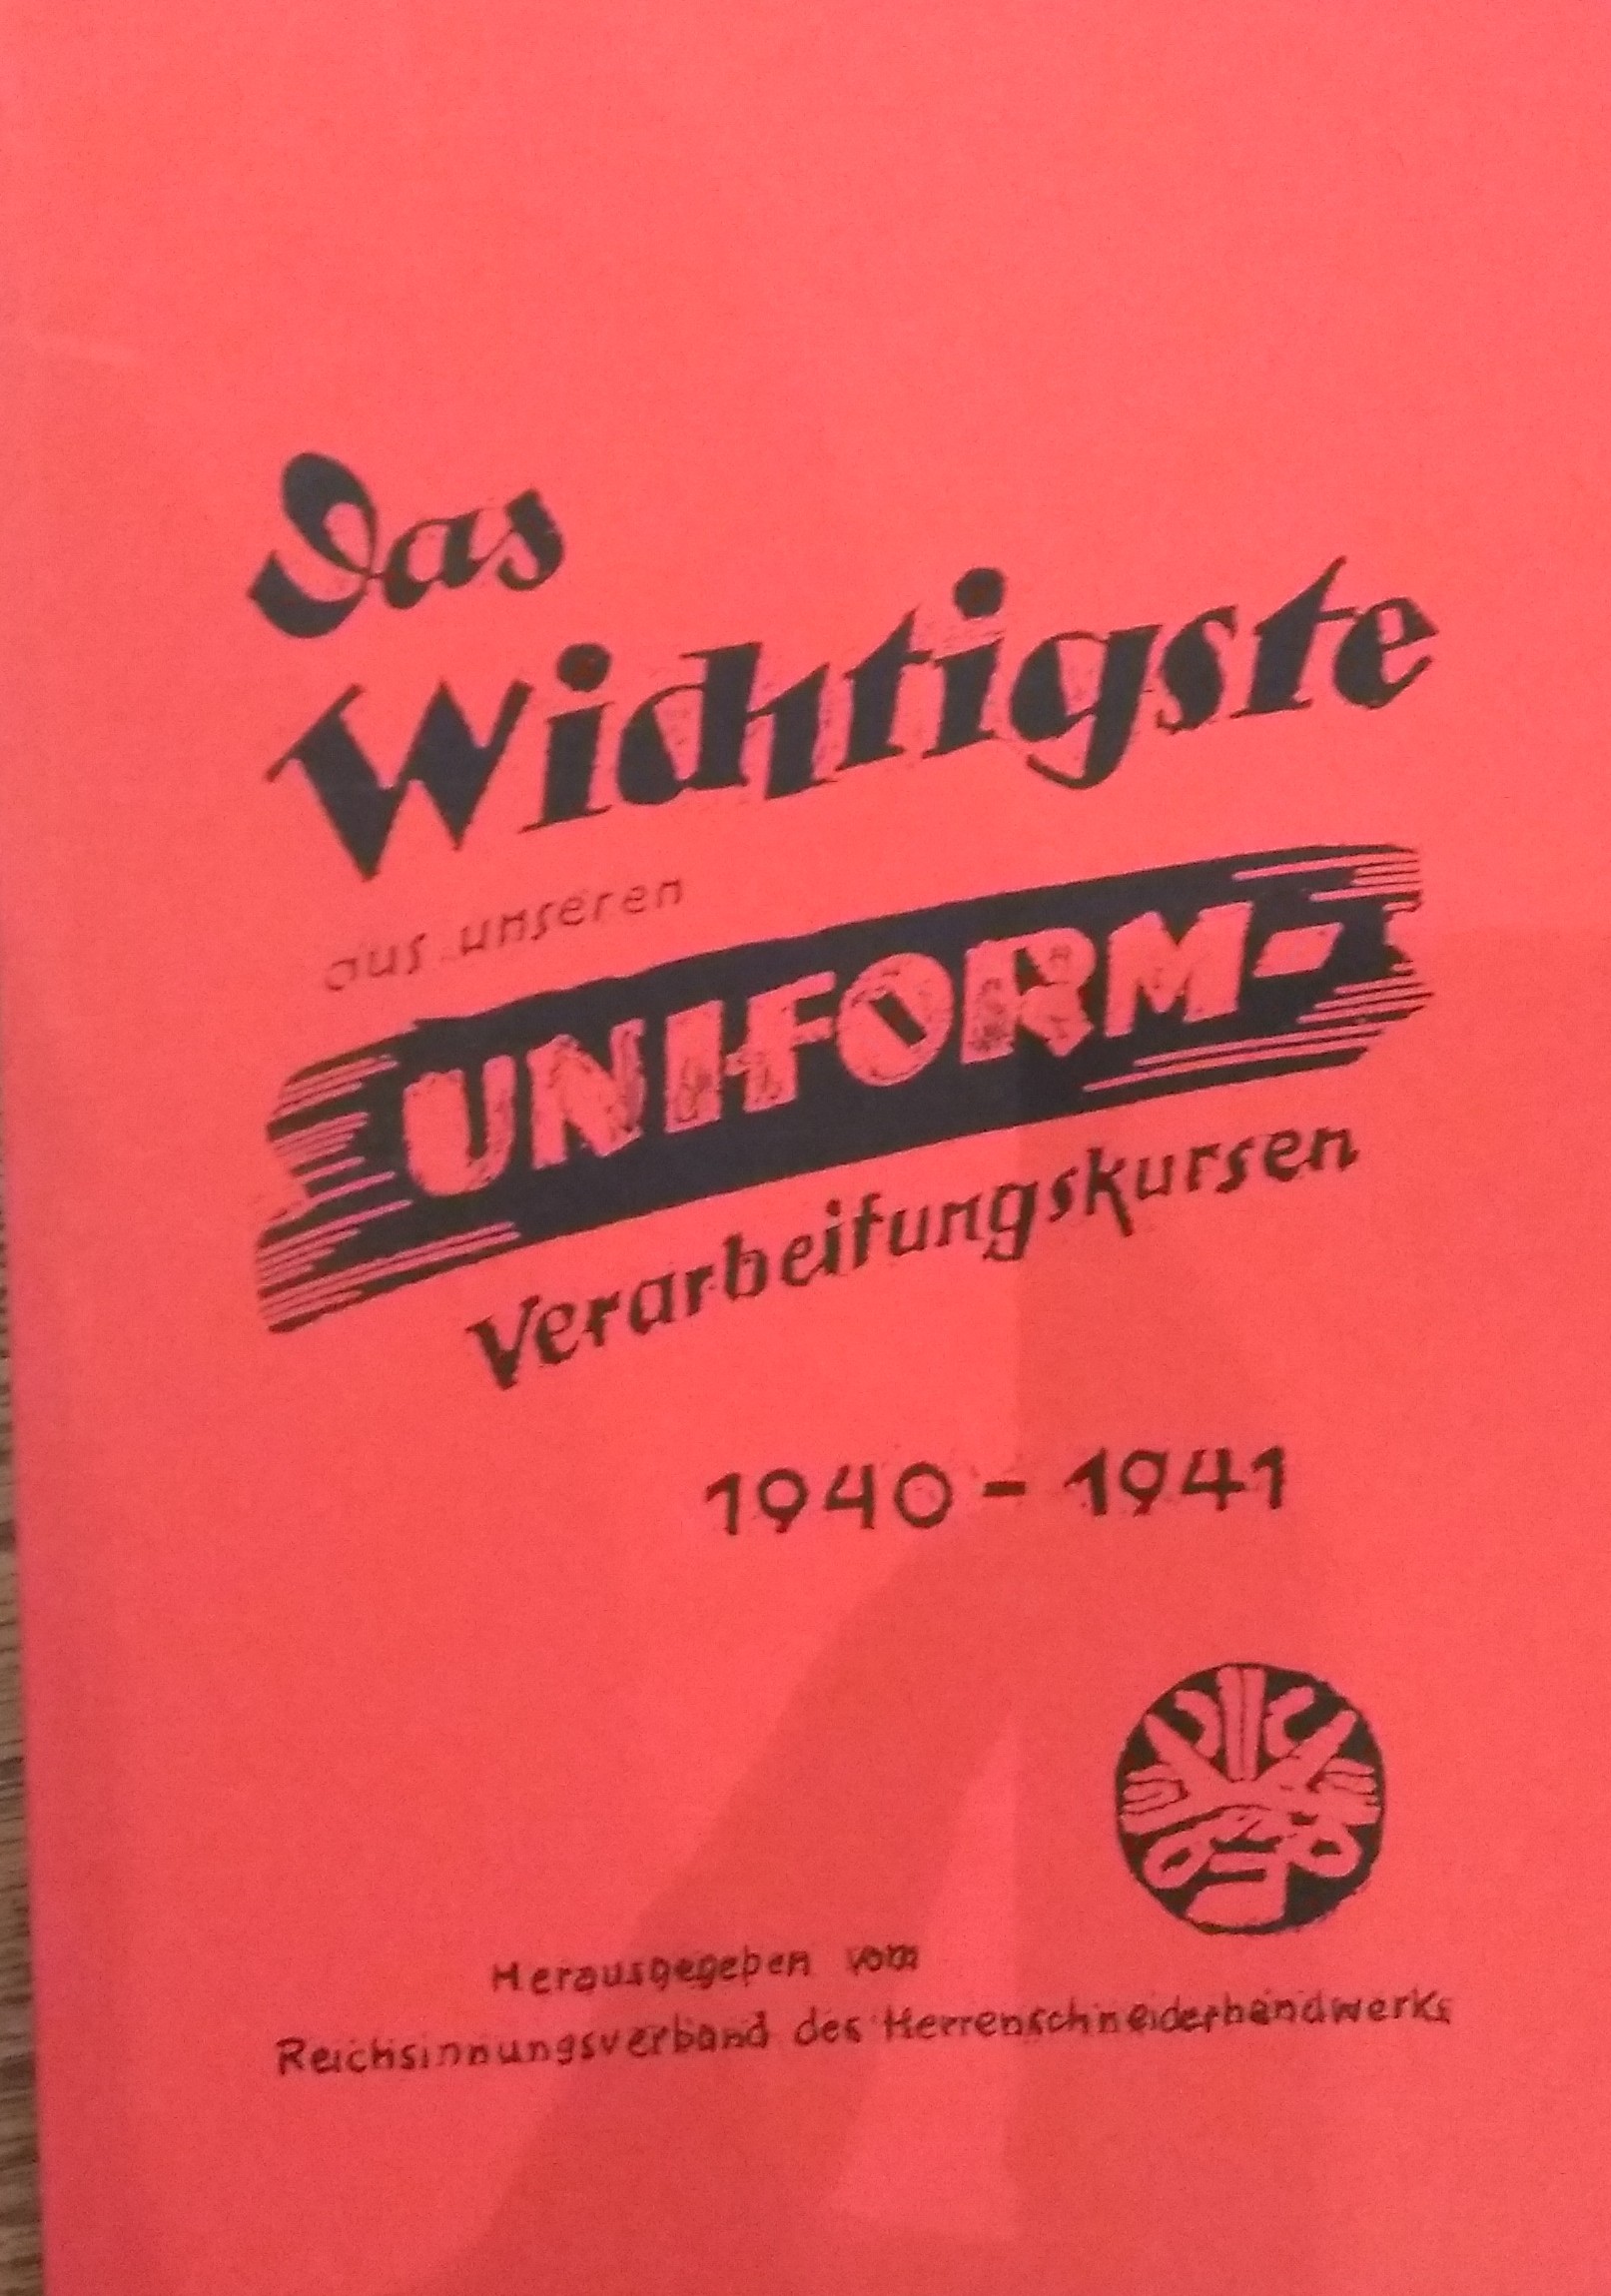 Das
Wichtigste
aus unseren
UNIFORM-
Verarbeitungskursen
1940 - 1941
Herausgegeben vom
Reichsinnungsverband des Herrenschneiderhandwerks